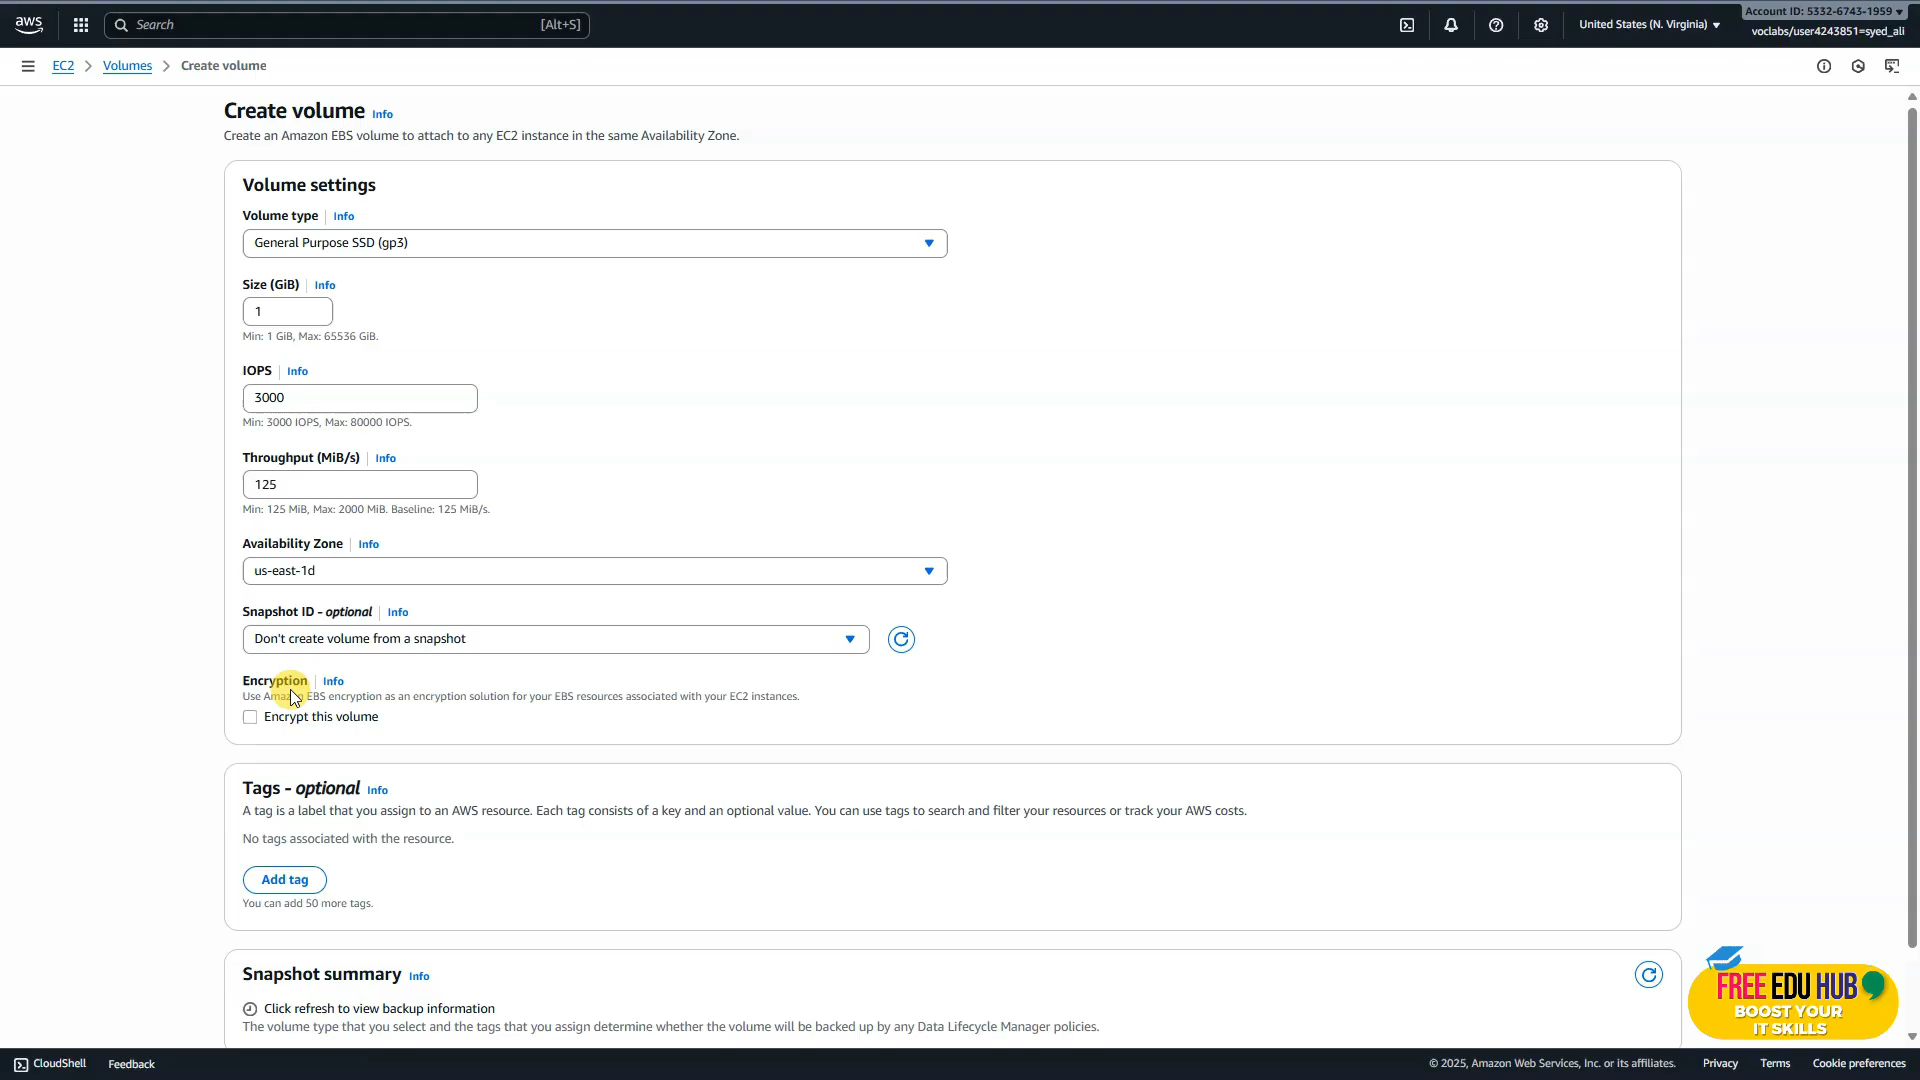 aws
Search
[Alt+S]
United States (N. Virginia)
Account ID: 5332-6743-1959
voclabs/user4243851=syed_ali
EC2
Volumes
Create volume
Create volume Info
Create an Amazon EBS volume to attach to any EC2 instance in the same Availability Zone.
Volume settings
Volume type Info
General Purpose SSD (gp3)
Size (GiB) Info
1
Min: 1 GiB, Max: 65536 GiB.
IOPS Info
3000
Min: 3000 IOPS, Max: 80000 IOPS.
Throughput (MiB/s) Info
125
Min: 125 MiB, Max: 2000 MiB. Baseline: 125 MiB/s.
Availability Zone Info
us-east-1d
Snapshot ID - optional Info
Don't create volume from a snapshot
Encryption Info
Use Amazon EBS encryption as an encryption solution for your EBS resources associated with your EC2 instances.
Encrypt this volume
Tags - optional Info
A tag is a label that you assign to an AWS resource. Each tag consists of a key and an optional value. You can use tags to search and filter your resources or track your AWS costs.
No tags associated with the resource.
Add tag
You can add 50 more tags.
Snapshot summary Info
Click refresh to view backup information
The volume type that you select and the tags that you assign determine whether the volume will be backed up by any Data Lifecycle Manager policies.
FREE EDU HUB
BOOST YOUR
IT SKILLS
CloudShell
Feedback
© 2025, Amazon Web Services, Inc. or its affiliates.
Privacy
Terms
Cookie preferences